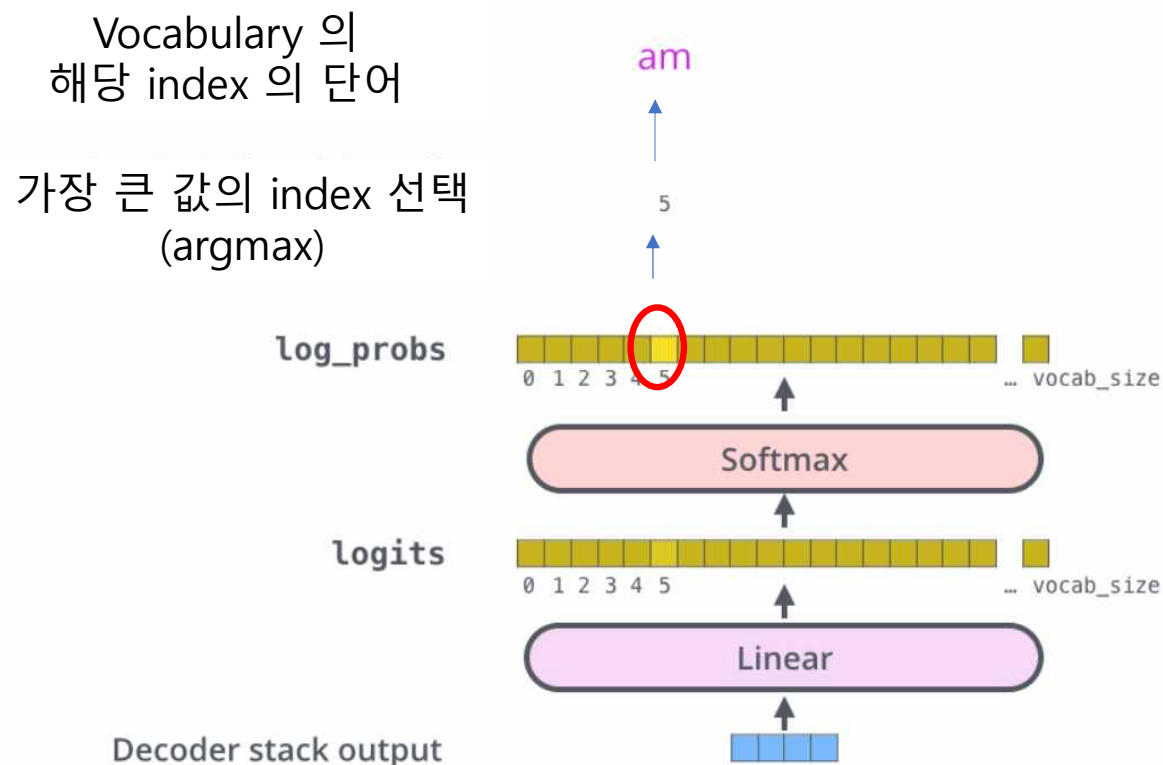 Vocabulary 의
해당 index 의 단어
am
가장 큰 값의 index 선택
(argmax)
5
log_probs
0 1 2 3 4 5 … vocab_size
Softmax
logits
0 1 2 3 4 5 … vocab_size
Linear
Decoder stack output